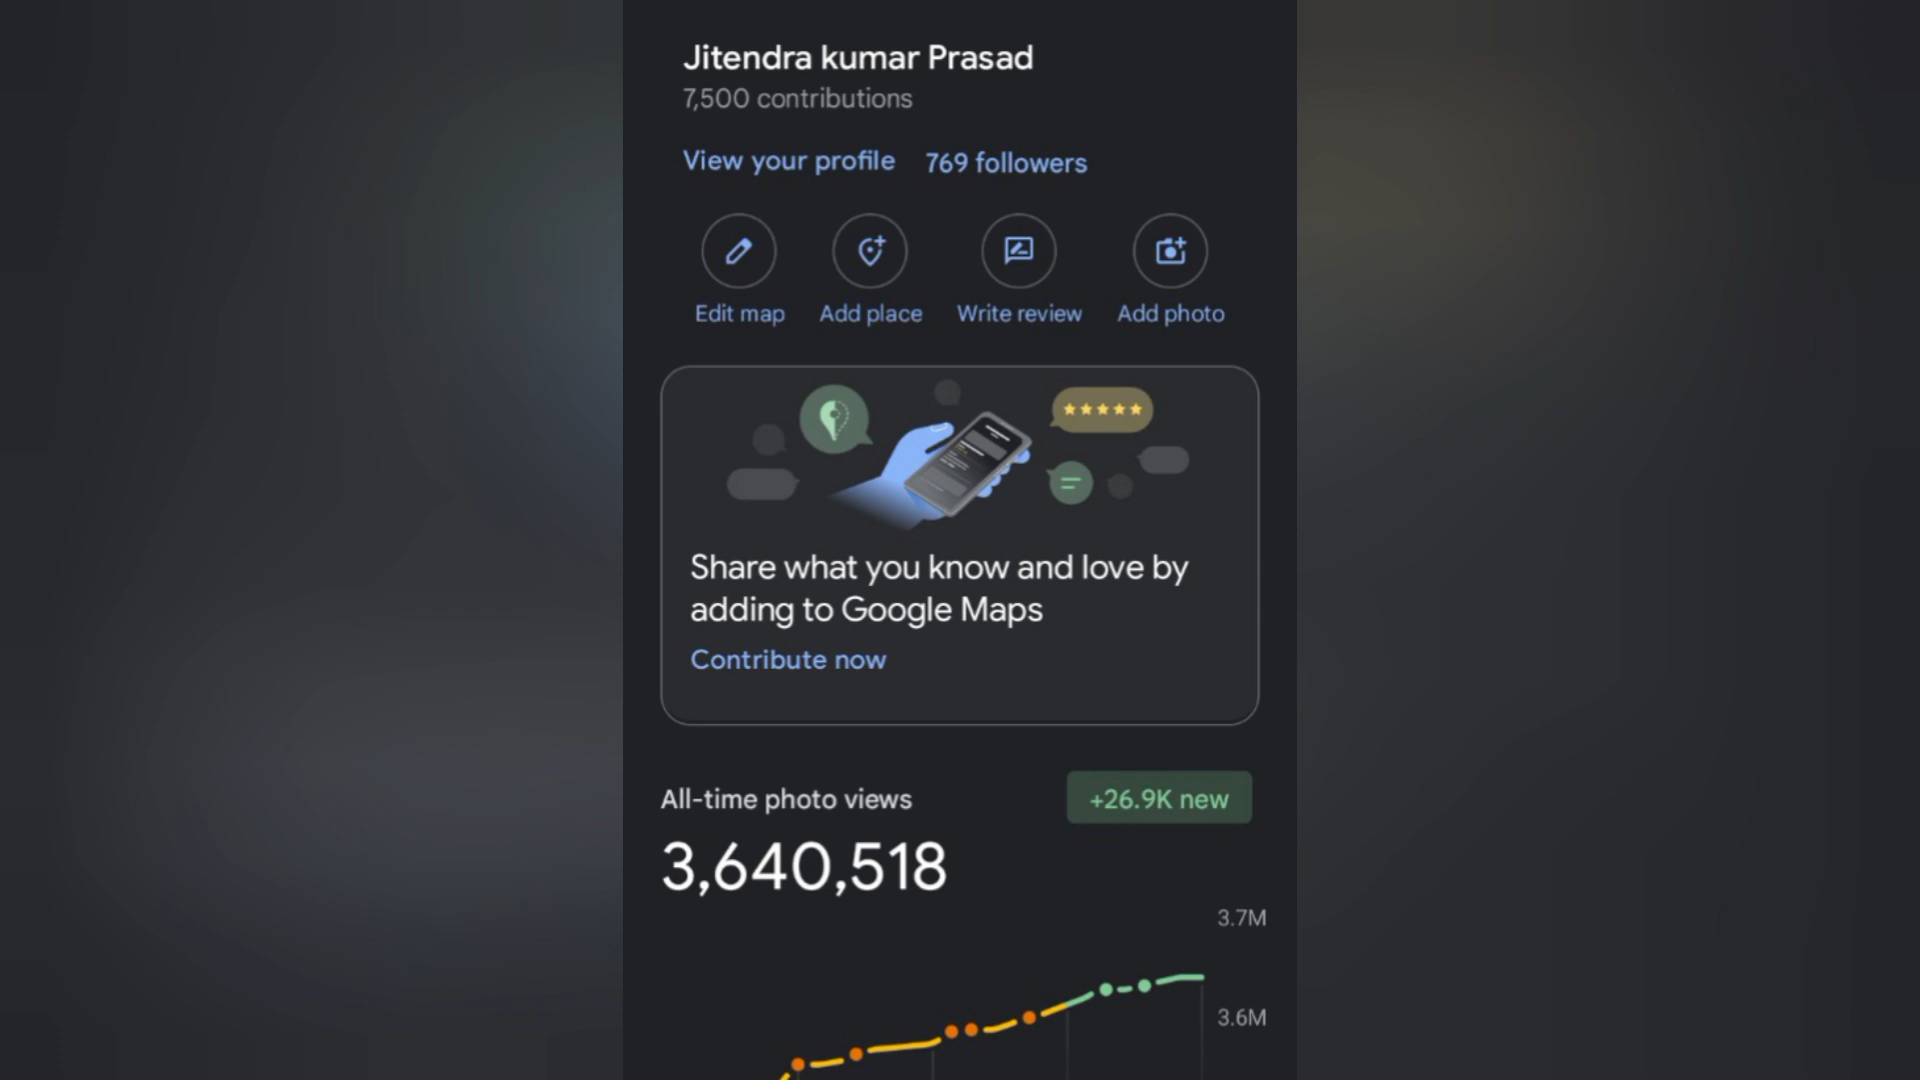 Jitendra kumar Prasad
7,500 contributions
View your profile 769 followers
Edit map Add place Write review Add photo
Share what you know and love by
adding to Google Maps
Contribute now
All-time photo views +26.9K new
3,640,518
3.7M
3.6M